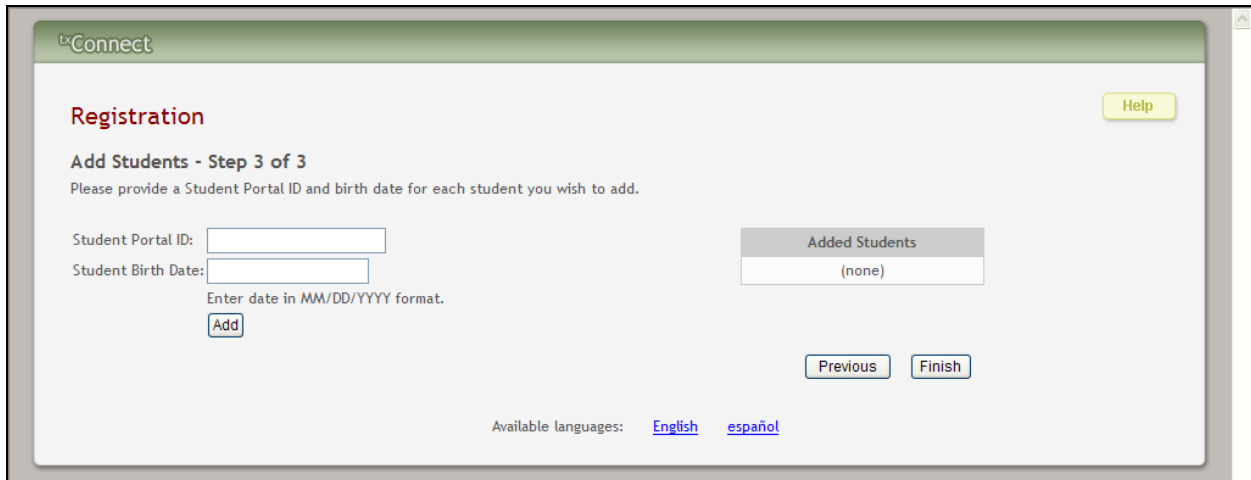 txConnect
Help
Registration
Add Students - Step 3 of 3
Please provide a Student Portal ID and birth date for each student you wish to add.
Student Portal ID:
Student Birth Date:
Enter date in MM/DD/YYYY format.
Add
Added Students
(none)
Previous Finish
Available languages: English español